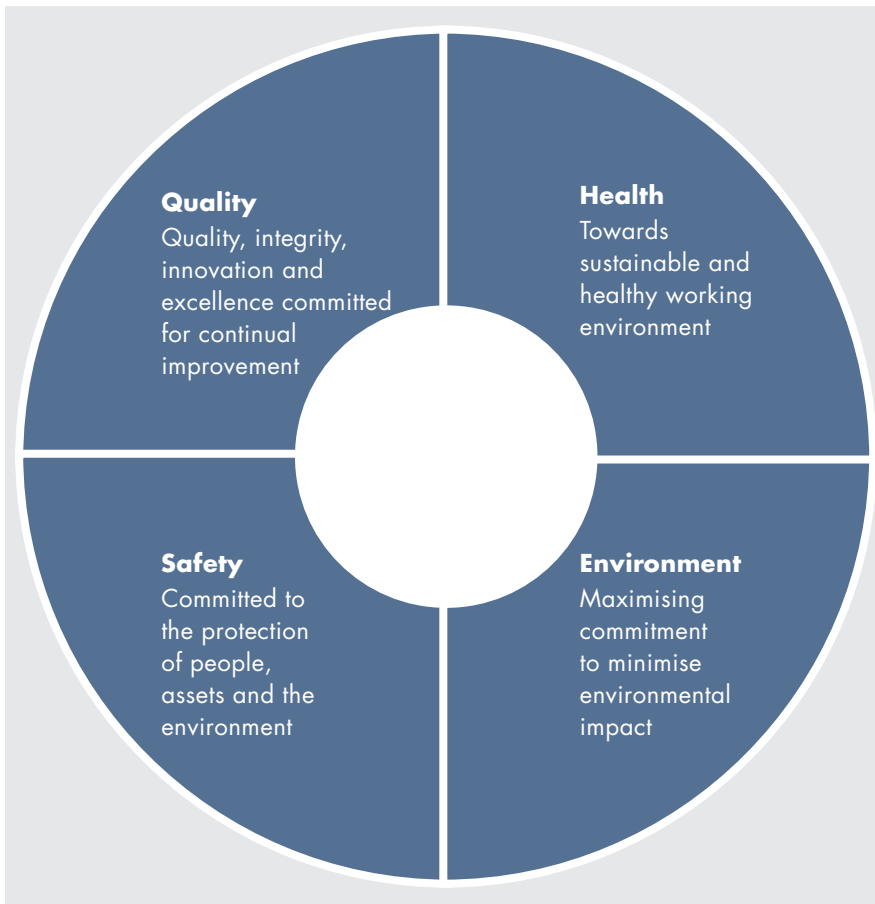 Quality
Quality, integrity,
innovation and
excellence committed
for continual
improvement
Health
Towards
sustainable and
healthy working
environment
Safety
Committed to
the protection
of people,
assets and the
environment
Environment
Maximising
commitment
to minimise
environmental
impact